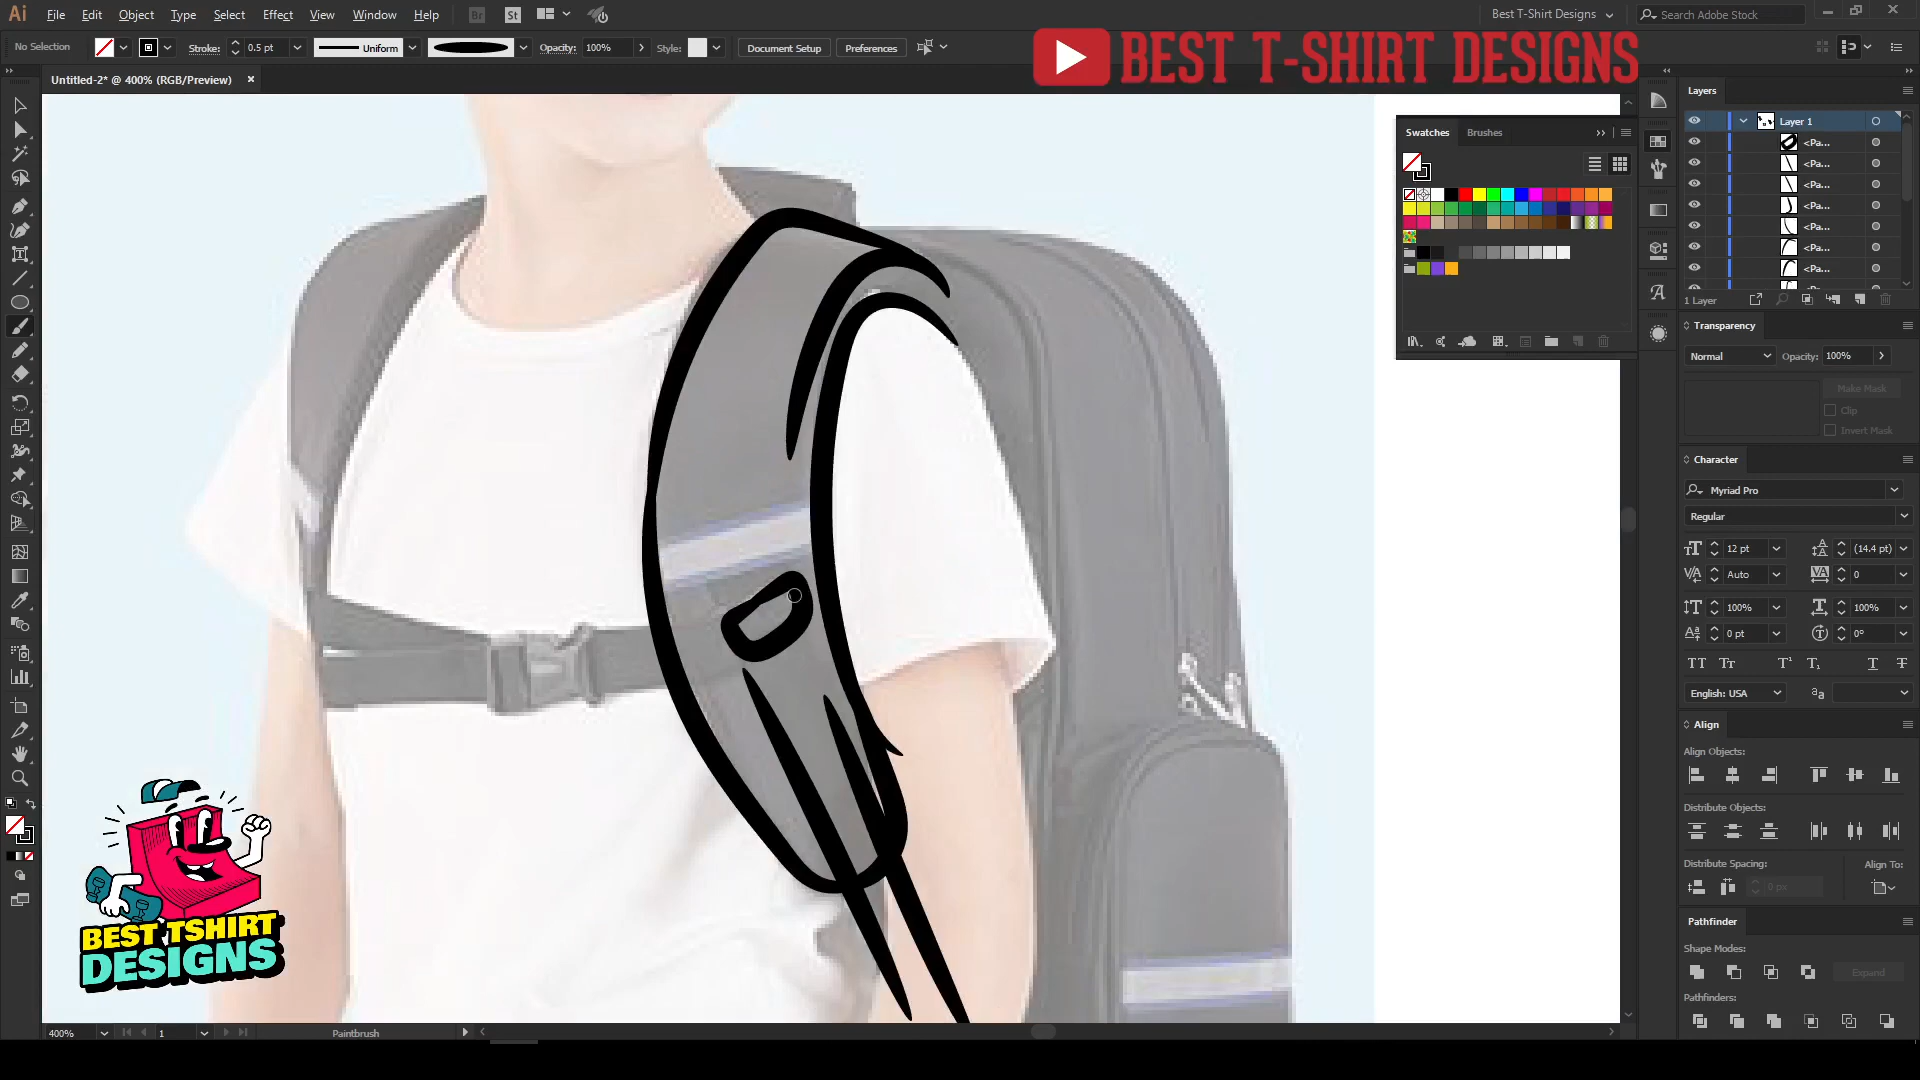 Ai File Edit Object Type Select Effect View Window Help Br St Best T-Shirt Designs Search Adobe Stock
No Selection Stroke: 0.5 pt Uniform Opacity: 100% Style: Document Setup Preferences
BEST T-SHIRT DESIGNS
Untitled-2* @ 400% (RGB/Preview)
Layers
Layer 1
<Pa...
<Pa...
<Pa...
<Pa...
<Pa...
<Pa...
<Pa...
1 Layer
Swatches Brushes
Transparency
Normal Opacity: 100%
Make Mask
Clip
Invert Mask
Character
Myriad Pro
Regular
12 pt (14.4 pt)
Auto 0
100% 100%
0 pt 0°
English: USA
Align
Align Objects:
Distribute Objects:
Distribute Spacing: Align To:
0 px
Pathfinder
Shape Modes:
Expand
Pathfinders:
BEST TSHIRT
DESIGNS
400% 1 Paintbrush